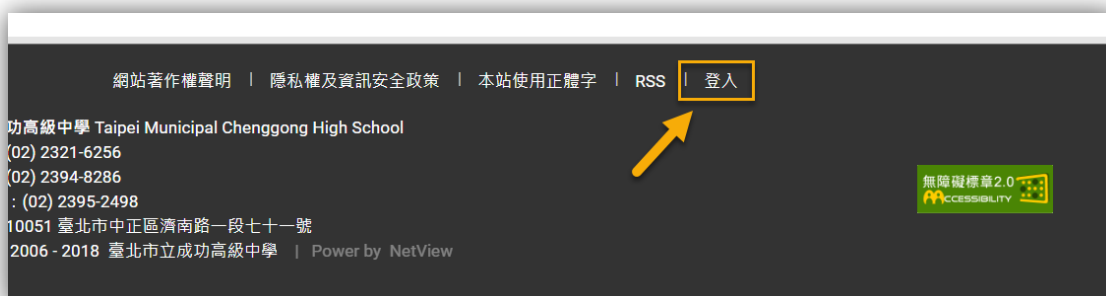 網站著作權聲明 | 隱私權及資訊安全政策 | 本站使用正體字 | RSS | 登入
功高級中學 Taipei Municipal Chenggong High School
(02) 2321-6256
(02) 2394-8286
: (02) 2395-2498
10051 臺北市中正區濟南路一段七十一號
2006 - 2018 臺北市立成功高級中學 | Power by NetView
無障礙標章2.0
AACCESSIBILITY